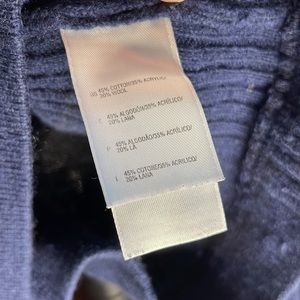 GB 45% COTTON/35% ACRYLIC/
20% WOOL
E 45% ALGODÓN/35% ACRÍLICO/
20% LANA
P 45% ALGODÃO/35% ACRÍLICO/
20% LÃ
I 45% COTONE/35% ACRILICO/
20% LANA